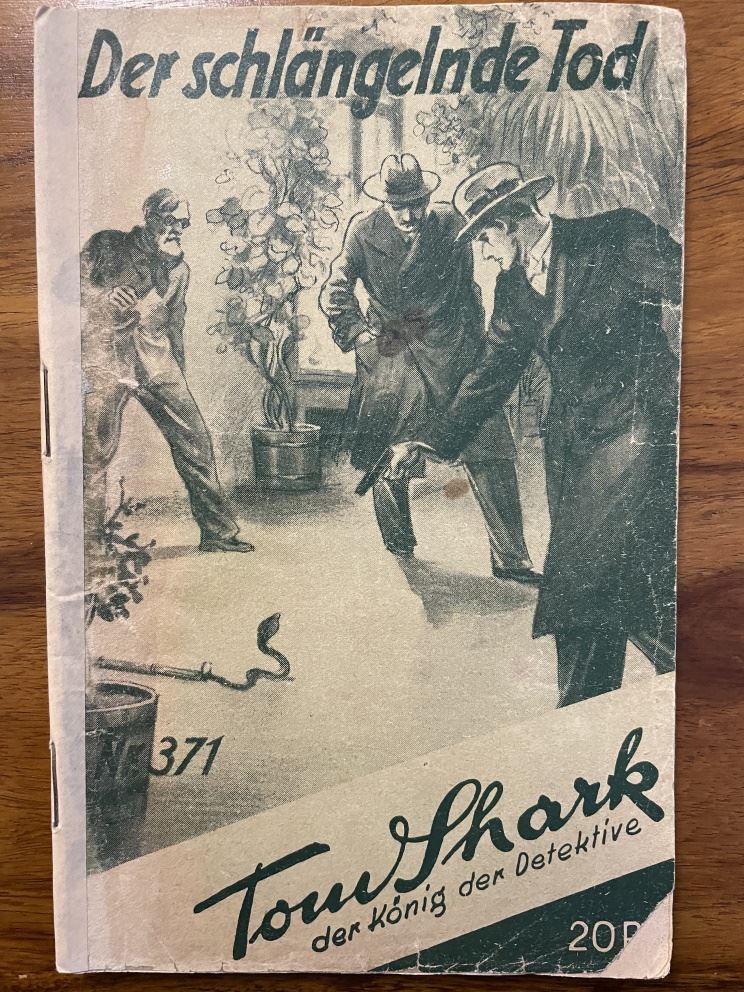 Der schlängelnde Tod
Nr. 371
Tom Shark
der König der Detektive
20